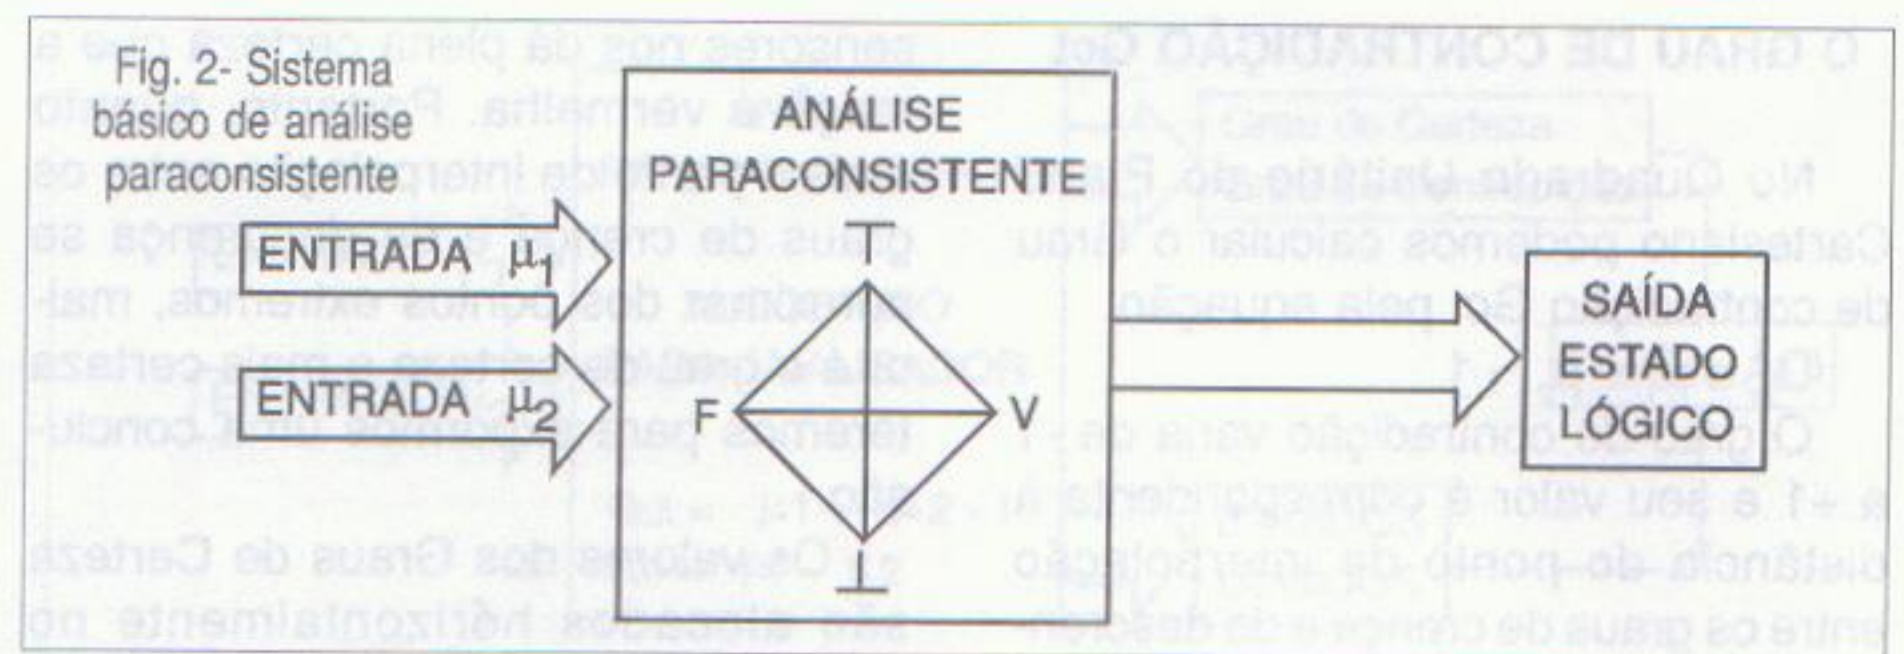 Fig. 2- Sistema
básico de análise
paraconsistente
ENTRADA μ1
ENTRADA μ2
ANÁLISE
PARACONSISTENTE
⊤
F
V
⊥
SAÍDA
ESTADO
LÓGICO